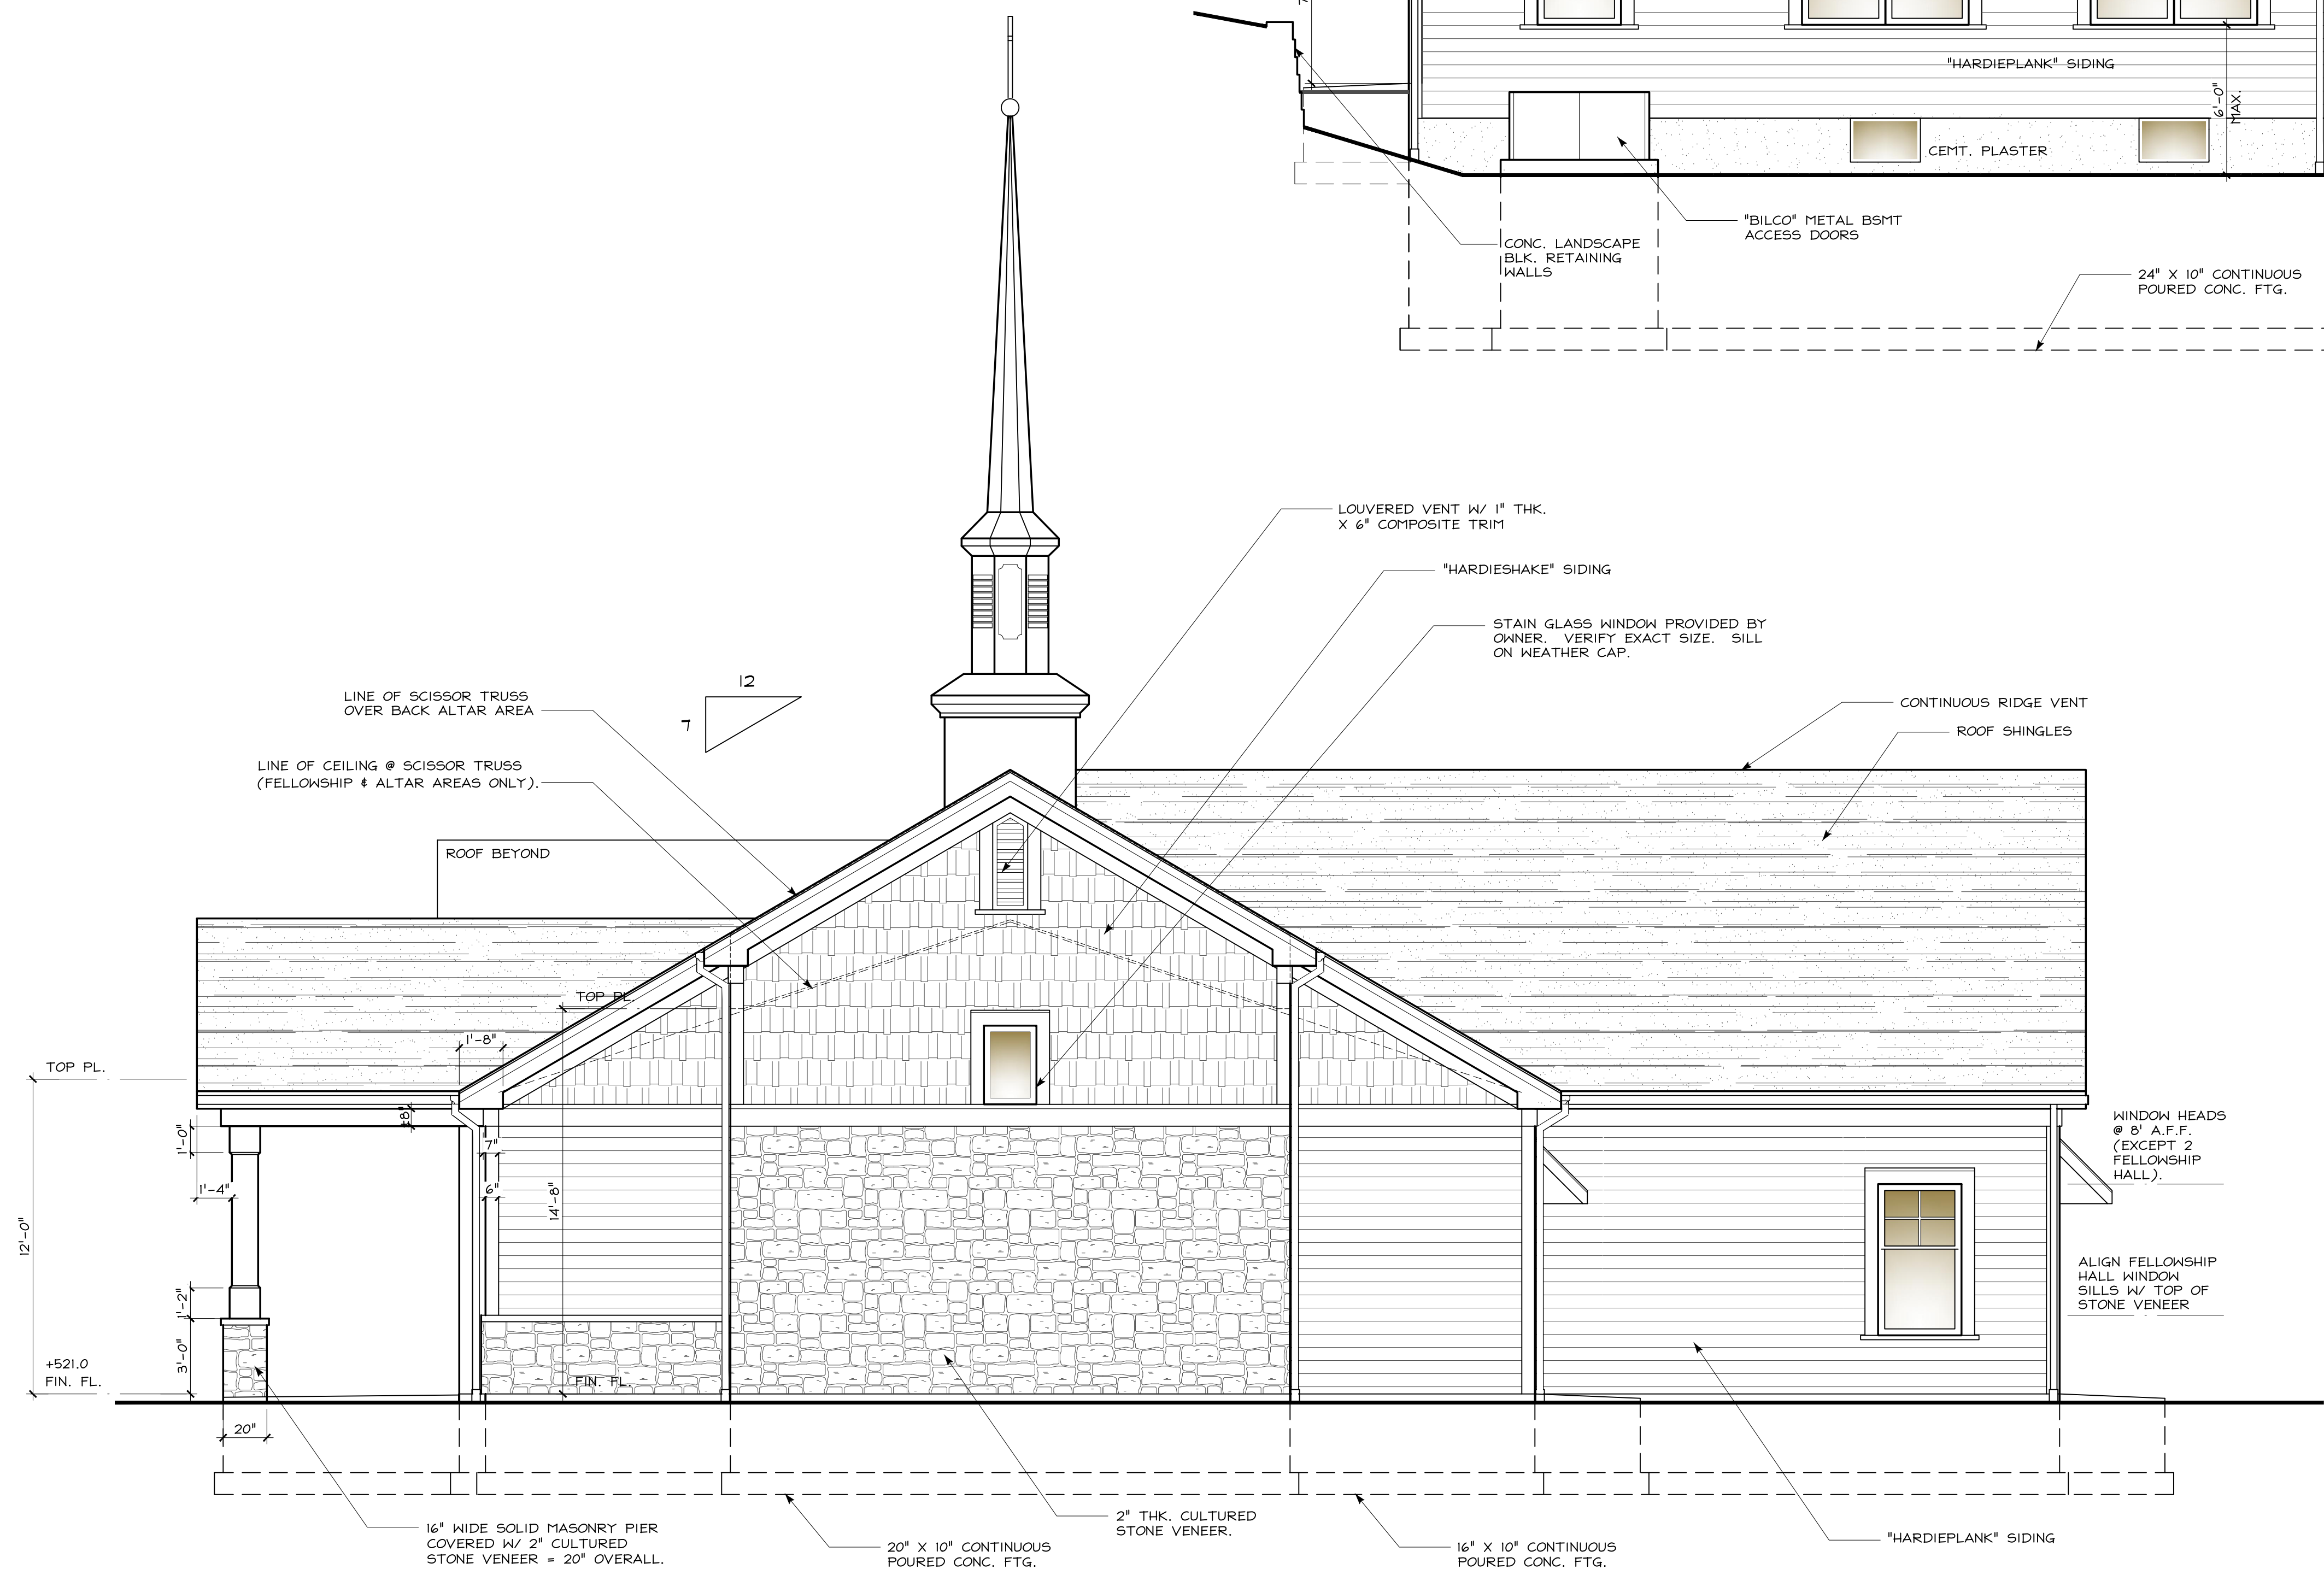 "HARDIEPLANK" SIDING
6'-0"
MAX.
CEMT. PLASTER
"BILCO" METAL BSMT
ACCESS DOORS
CONC. LANDSCAPE
BLK. RETAINING
WALLS
24" X 10" CONTINUOUS
POURED CONC. FTG.
LOUVERED VENT W/ 1" THK.
X 6" COMPOSITE TRIM
"HARDIESHAKE" SIDING
STAIN GLASS WINDOW PROVIDED BY
OWNER. VERIFY EXACT SIZE. SILL
ON WEATHER CAP.
12
7
LINE OF SCISSOR TRUSS
OVER BACK ALTAR AREA
CONTINUOUS RIDGE VENT
ROOF SHINGLES
LINE OF CEILING @ SCISSOR TRUSS
(FELLOWSHIP & ALTAR AREAS ONLY).
ROOF BEYOND
TOP PL.
1'-8"
TOP PL.
±8"
1'-0"
7"
1'-4"
6"
14'-8"
12'-0"
1'-2"
3'-0"
WINDOW HEADS
@ 8' A.F.F.
(EXCEPT 2
FELLOWSHIP
HALL).
ALIGN FELLOWSHIP
HALL WINDOW
SILLS W/ TOP OF
STONE VENEER
+521.0
FIN. FL.
FIN. FL.
20"
16" WIDE SOLID MASONRY PIER
COVERED W/ 2" CULTURED
STONE VENEER = 20" OVERALL.
20" X 10" CONTINUOUS
POURED CONC. FTG.
2" THK. CULTURED
STONE VENEER.
16" X 10" CONTINUOUS
POURED CONC. FTG.
"HARDIEPLANK" SIDING